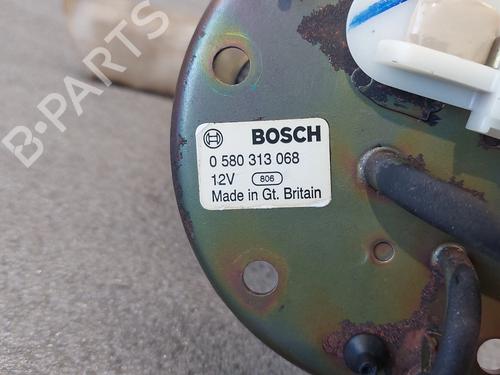 B-PARTS
BOSCH
0 580 313 068
12V 806
Made in Gt. Britain